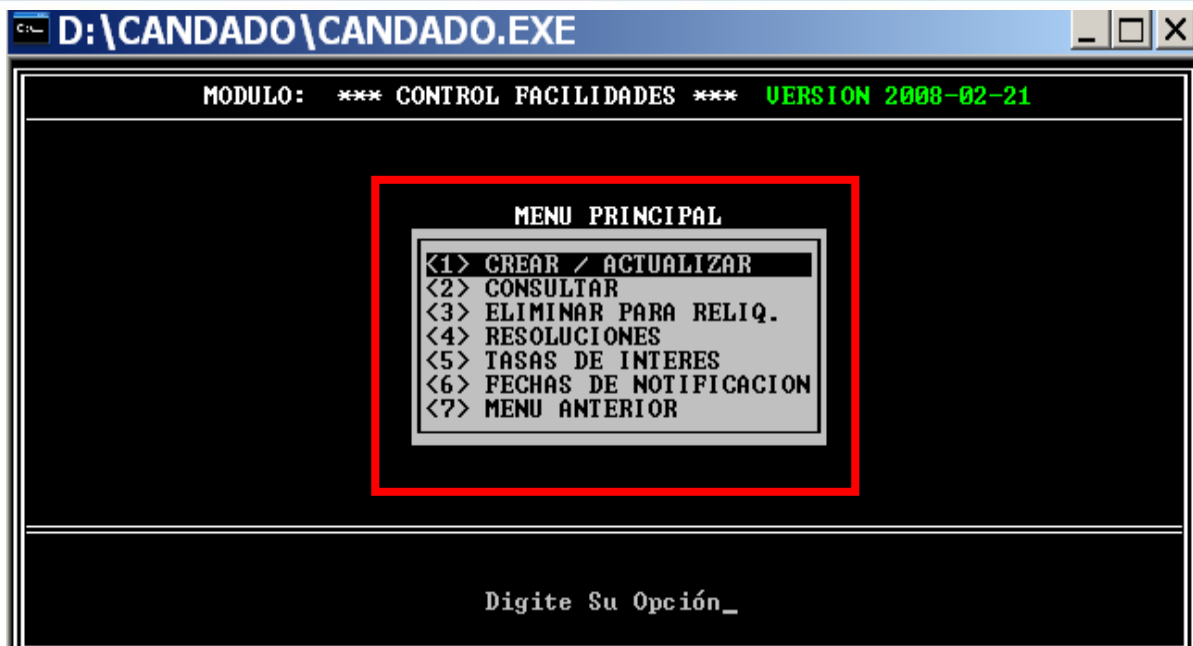 D:\CANDADO\CANDADO.EXE
MODULO: *** CONTROL FACILIDADES *** VERSION 2008-02-21
MENU PRINCIPAL
<1> CREAR / ACTUALIZAR
<2> CONSULTAR
<3> ELIMINAR PARA RELIQ.
<4> RESOLUCIONES
<5> TASAS DE INTERES
<6> FECHAS DE NOTIFICACION
<7> MENU ANTERIOR
Digite Su Opción_